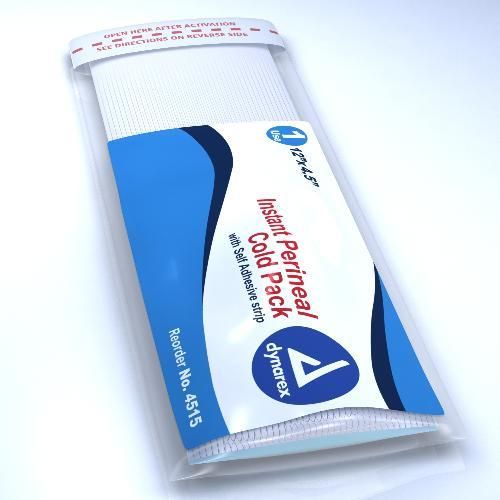 OPEN HERE AFTER ACTIVATION
SEE DIRECTIONS ON REVERSE SIDE
1
Use
12"x 4.5"
Instant Perineal
Cold Pack
with Self Adhesive strip
dynarex
Reorder No. 4515